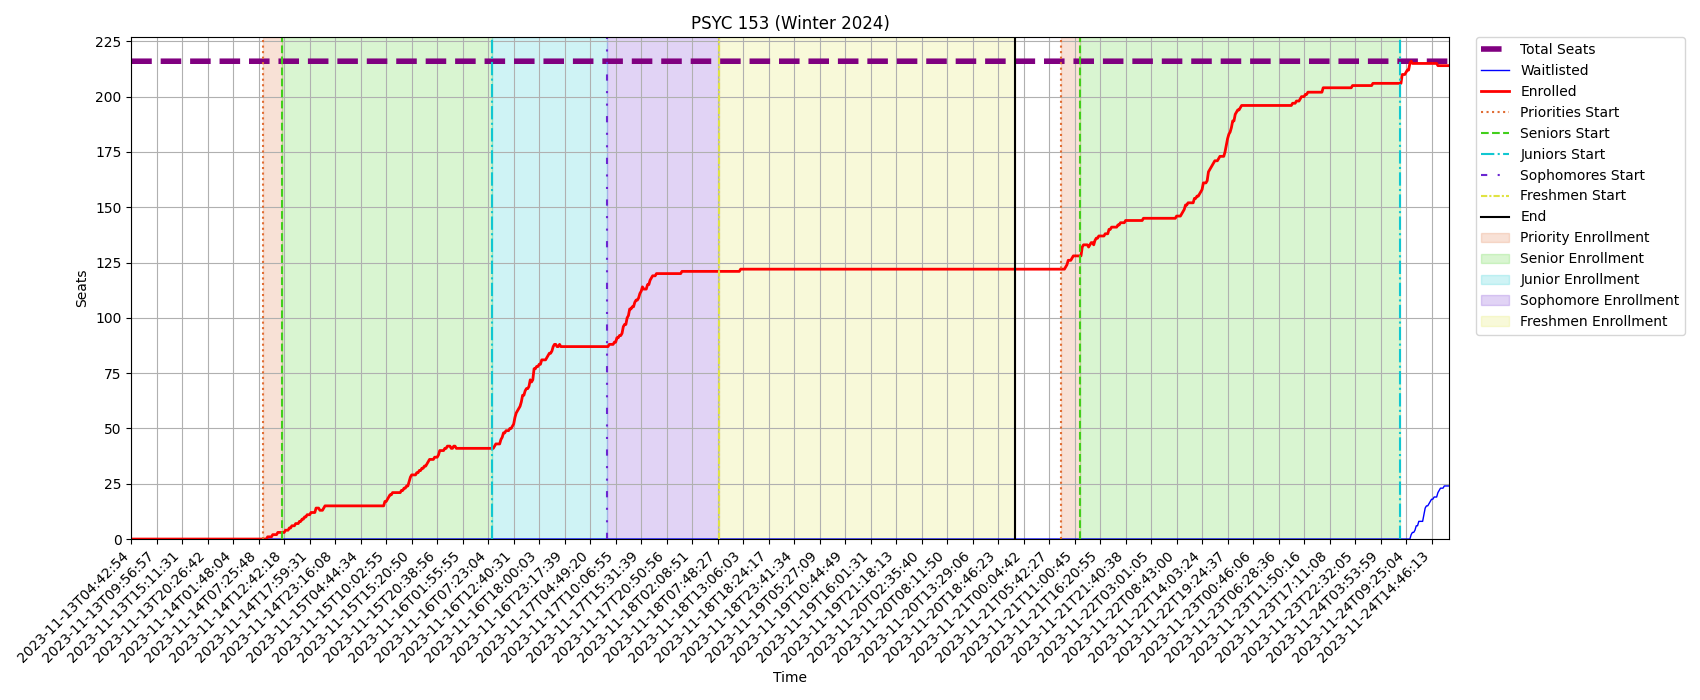 PSYC 153 (Winter 2024)
225
200
175
150
125
100
75
50
25
0
Seats
2023-11-13T04:42:54
2023-11-13T09:56:57
2023-11-13T15:11:31
2023-11-13T20:26:42
2023-11-14T01:48:04
2023-11-14T07:25:48
2023-11-14T12:42:18
2023-11-14T17:59:31
2023-11-14T23:16:08
2023-11-15T04:44:34
2023-11-15T10:02:55
2023-11-15T15:20:50
2023-11-15T20:38:56
2023-11-16T01:55:55
2023-11-16T07:23:04
2023-11-16T12:40:31
2023-11-16T18:00:03
2023-11-16T23:17:39
2023-11-17T04:49:20
2023-11-17T10:06:55
2023-11-17T15:31:39
2023-11-17T20:50:56
2023-11-18T02:08:51
2023-11-18T07:48:27
2023-11-18T13:06:03
2023-11-18T18:24:17
2023-11-18T23:41:34
2023-11-19T05:27:09
2023-11-19T10:44:49
2023-11-19T16:01:31
2023-11-19T21:18:13
2023-11-20T02:35:40
2023-11-20T08:11:50
2023-11-20T13:29:06
2023-11-20T18:46:23
2023-11-21T00:04:42
2023-11-21T05:42:27
2023-11-21T11:00:45
2023-11-21T16:20:55
2023-11-21T21:40:38
2023-11-22T03:01:05
2023-11-22T08:43:00
2023-11-22T14:03:24
2023-11-22T19:24:37
2023-11-23T00:46:06
2023-11-23T06:28:36
2023-11-23T11:50:16
2023-11-23T17:11:08
2023-11-23T22:32:05
2023-11-24T03:53:59
2023-11-24T09:25:04
2023-11-24T14:46:13
Time
Total Seats
Waitlisted
Enrolled
Priorities Start
Seniors Start
Juniors Start
Sophomores Start
Freshmen Start
End
Priority Enrollment
Senior Enrollment
Junior Enrollment
Sophomore Enrollment
Freshmen Enrollment